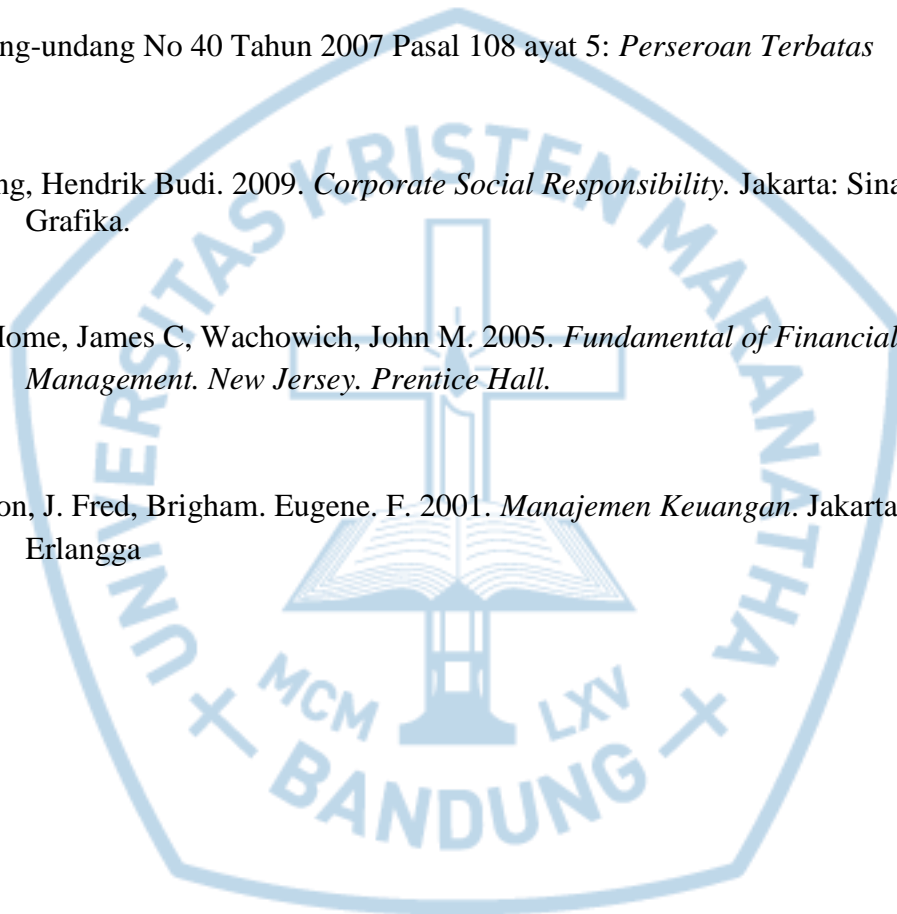 ng-undang No 40 Tahun 2007 Pasal 108 ayat 5: Perseroan Terbatas
ng, Hendrik Budi. 2009. Corporate Social Responsibility. Jakarta: Sina
Grafika.
Home, James C, Wachowich, John M. 2005. Fundamental of Financial
Management. New Jersey. Prentice Hall.
on, J. Fred, Brigham. Eugene. F. 2001. Manajemen Keuangan. Jakarta
Erlangga
UNIVERSITAS KRISTEN MARANATHA
MCM LXV
BANDUNG